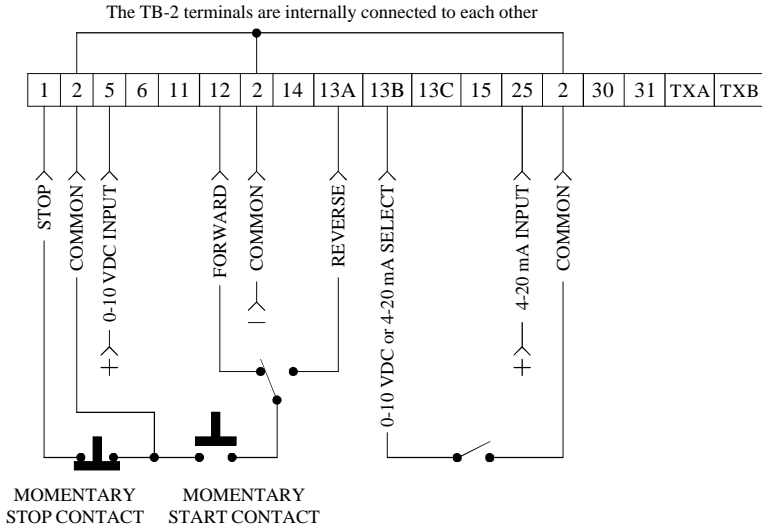 The TB-2 terminals are internally connected to each other
1 2 5 6 11 12 2 14 13A 13B 13C 15 25 2 30 31 TXA TXB
STOP
COMMON
0-10 VDC INPUT
FORWARD
COMMON
REVERSE
0-10 VDC or 4-20 mA SELECT
4-20 mA INPUT
COMMON
MOMENTARY
STOP CONTACT
MOMENTARY
START CONTACT